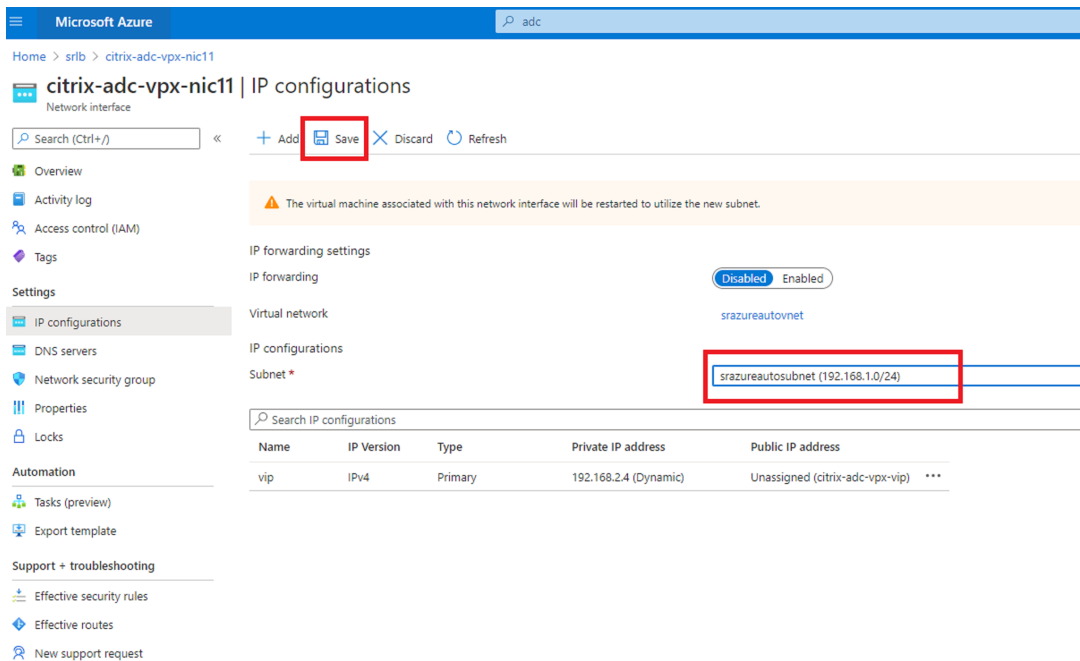 Microsoft Azure
adc
Home > srlb > citrix-adc-vpx-nic11
citrix-adc-vpx-nic11 | IP configurations
Network interface
Search (Ctrl+/)
«
Add
Save
Discard
Refresh
Overview
Activity log
Access control (IAM)
Tags
Settings
IP configurations
DNS servers
Network security group
Properties
Locks
Automation
Tasks (preview)
Export template
Support + troubleshooting
Effective security rules
Effective routes
New support request
The virtual machine associated with this network interface will be restarted to utilize the new subnet.
IP forwarding settings
IP forwarding Disabled Enabled
Virtual network srazureautovnet
IP configurations
Subnet * srazureautosubnet (192.168.1.0/24)
Search IP configurations
Name IP Version Type Private IP address Public IP address
vip IPv4 Primary 192.168.2.4 (Dynamic) Unassigned (citrix-adc-vpx-vip) •••